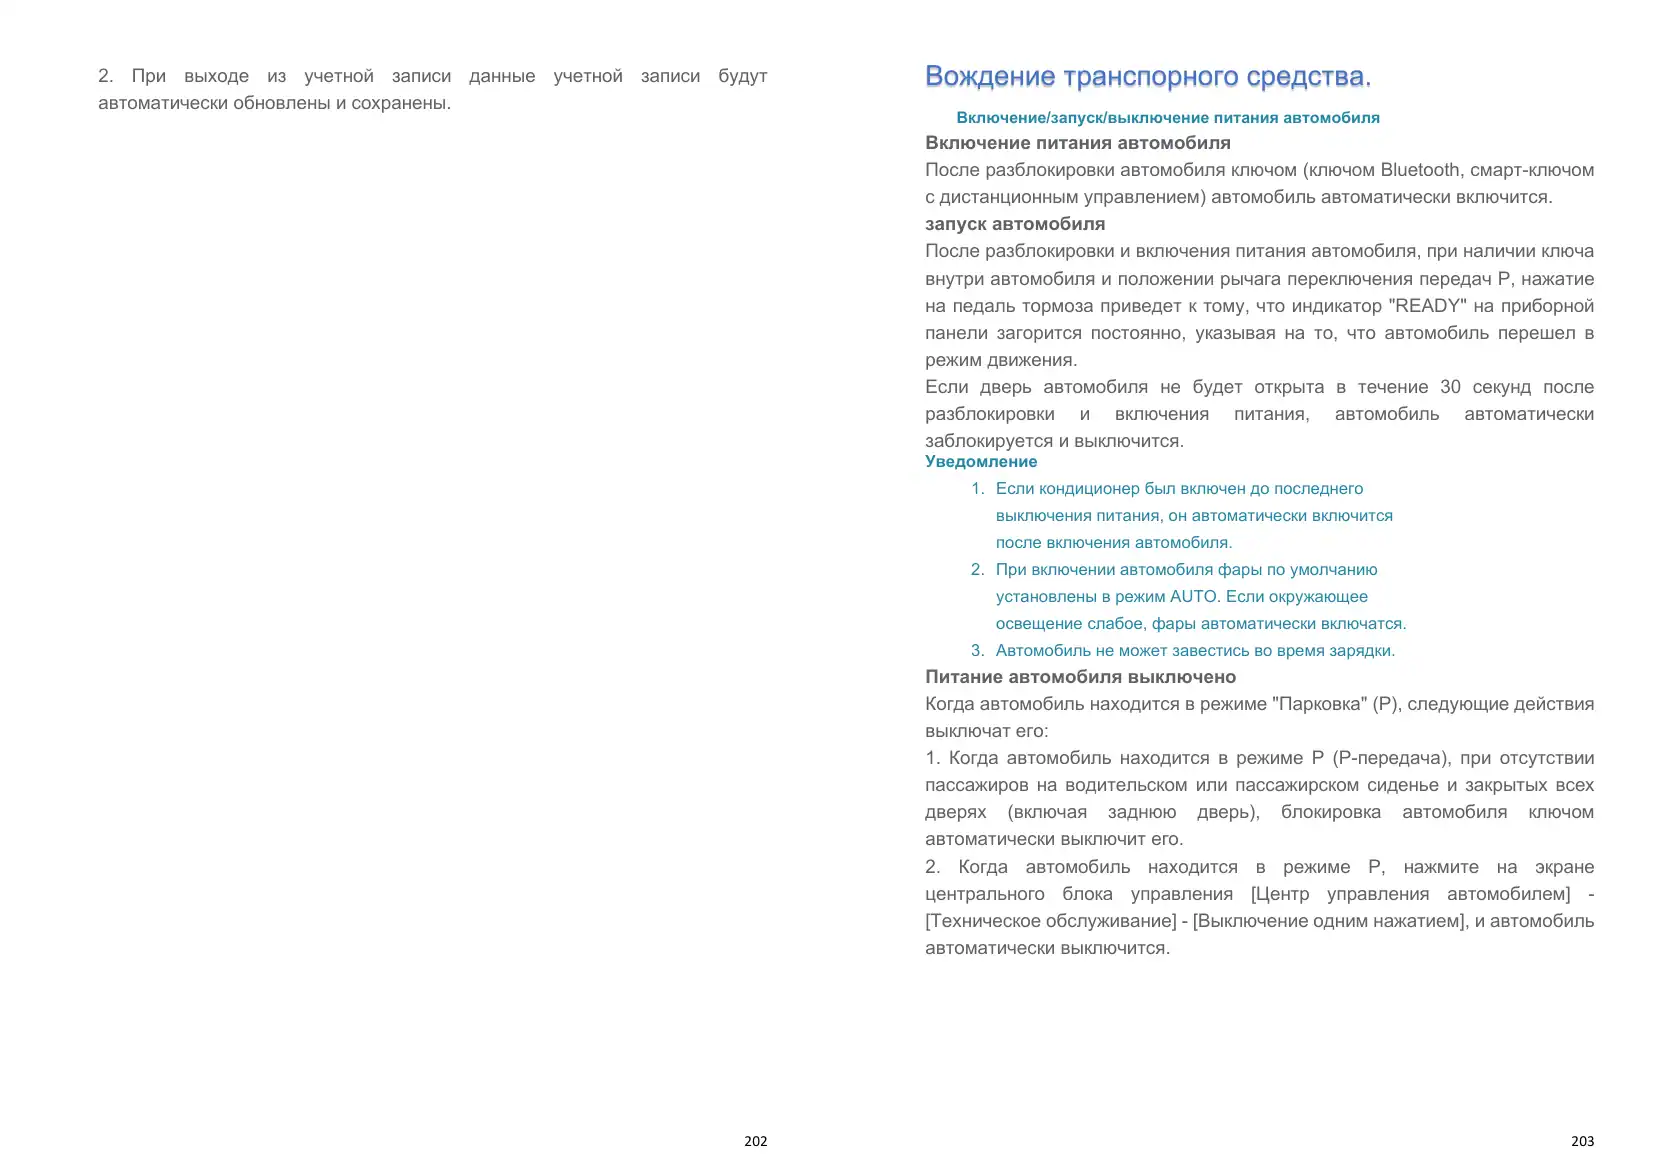 2. При выходе из учетной записи данные учетной записи будут
автоматически обновлены и сохранены.
202
Вождение транспорного средства.
Включение/запуск/выключение питания автомобиля
Включение питания автомобиля
После разблокировки автомобиля ключом (ключом Bluetooth, смарт-ключом
с дистанционным управлением) автомобиль автоматически включится.
запуск автомобиля
После разблокировки и включения питания автомобиля, при наличии ключа
внутри автомобиля и положении рычага переключения передач P, нажатие
на педаль тормоза приведет к тому, что индикатор "READY" на приборной
панели загорится постоянно, указывая на то, что автомобиль перешел в
режим движения.
Если дверь автомобиля не будет открыта в течение 30 секунд после
разблокировки и включения питания, автомобиль автоматически
заблокируется и выключится.
Уведомление
1. Если кондиционер был включен до последнего
выключения питания, он автоматически включится
после включения автомобиля.
2. При включении автомобиля фары по умолчанию
установлены в режим AUTO. Если окружающее
освещение слабое, фары автоматически включатся.
3. Автомобиль не может завестись во время зарядки.
Питание автомобиля выключено
Когда автомобиль находится в режиме "Парковка" (P), следующие действия
выключат его:
1. Когда автомобиль находится в режиме P (P-передача), при отсутствии
пассажиров на водительском или пассажирском сиденье и закрытых всех
дверях (включая заднюю дверь), блокировка автомобиля ключом
автоматически выключит его.
2. Когда автомобиль находится в режиме P, нажмите на экране
центрального блока управления [Центр управления автомобилем] -
[Техническое обслуживание] - [Выключение одним нажатием], и автомобиль
автоматически выключится.
203